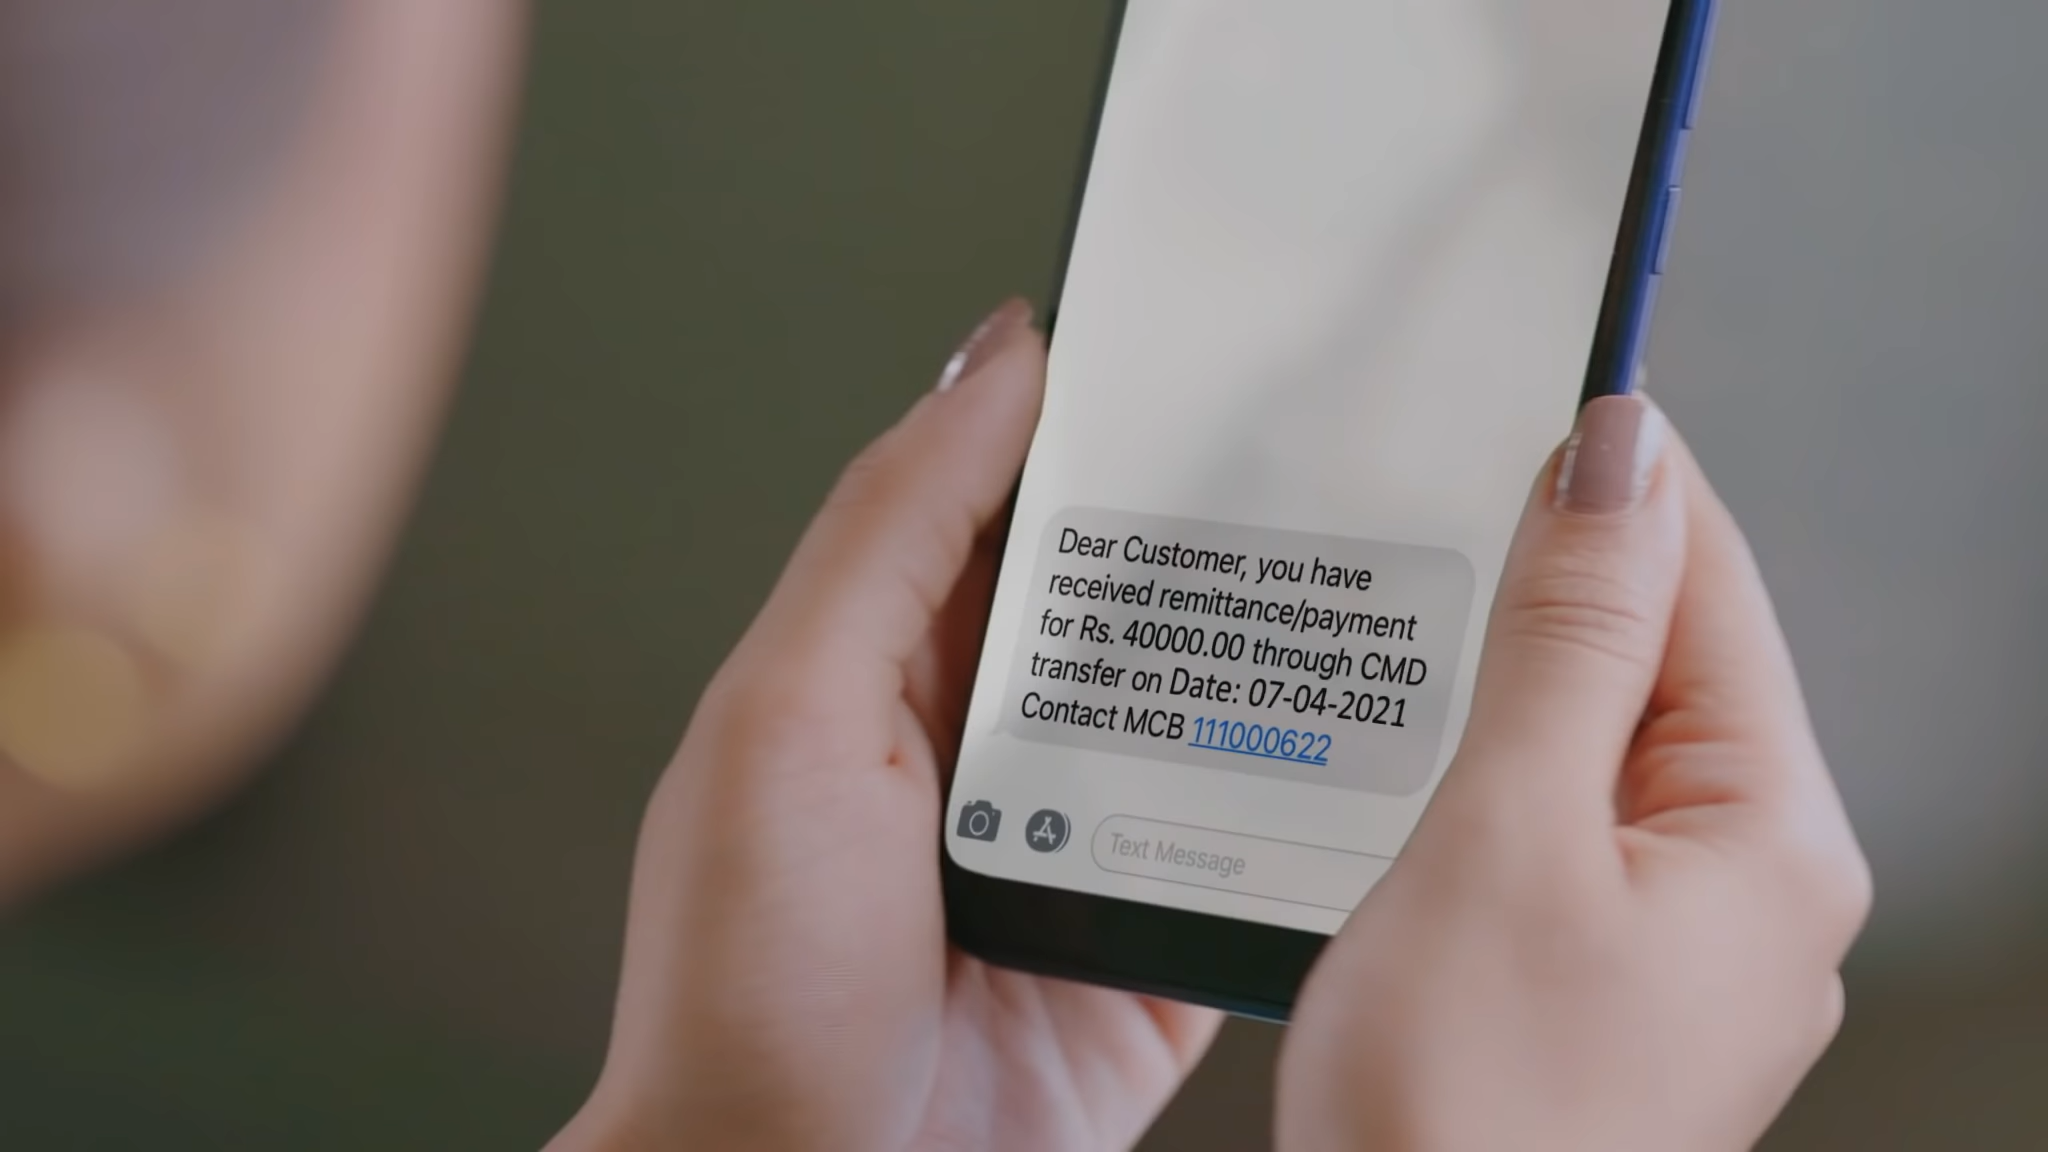 Dear Customer, you have
received remittance/payment
for Rs. 40000.00 through CMD
transfer on Date: 07-04-2021
Contact MCB 111000622
Text Message